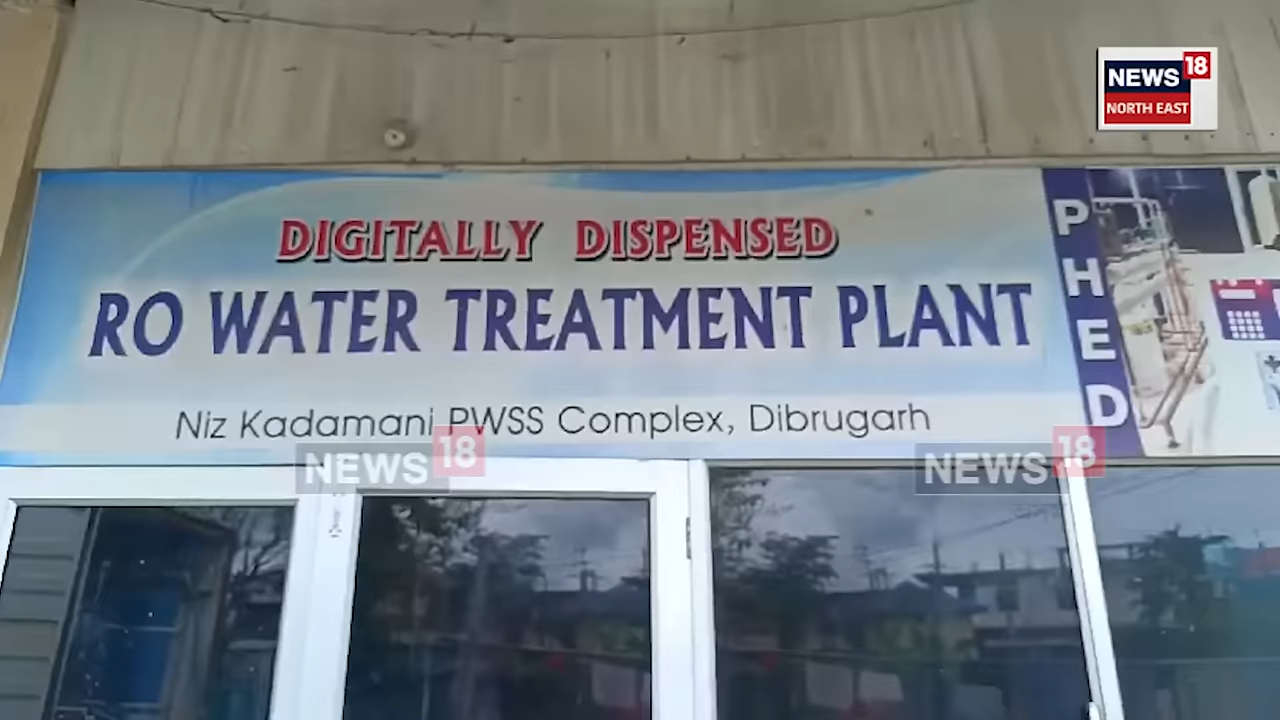 NEWS 18
NORTH EAST
DIGITALLY DISPENSED
RO WATER TREATMENT PLANT
Niz Kadamani PWSS Complex, Dibrugarh
PHED
NEWS 18
NEWS 18